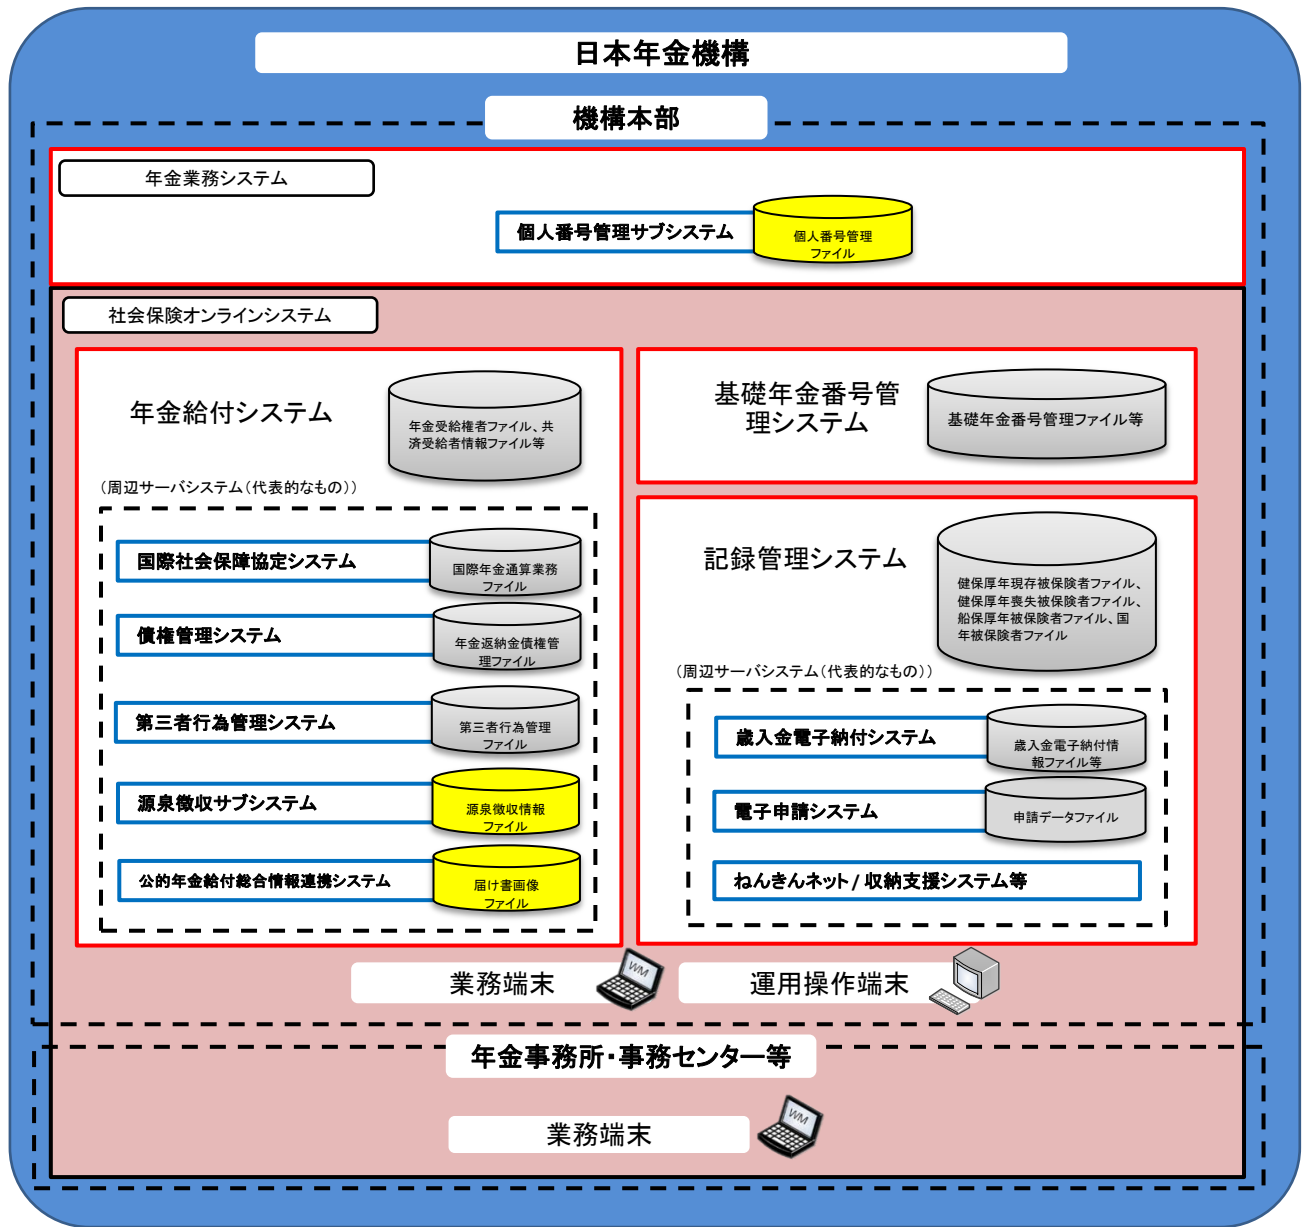 日本年金機構
機構本部
年金業務システム
個人番号管理サブシステム
個人番号管理
ファイル
社会保険オンラインシステム
年金給付システム
年金受給権者ファイル、共
済受給者情報ファイル等
（周辺サーバシステム（代表的なもの））
国際社会保障協定システム
国際年金通算業務
ファイル
債権管理システム
年金返納金債権管
理ファイル
第三者行為管理システム
第三者行為管理
ファイル
源泉徴収サブシステム
源泉徴収情報
ファイル
公的年金給付総合情報連携システム
届け書画像
ファイル
基礎年金番号管
理システム
基礎年金番号管理ファイル等
記録管理システム
健保厚年現存被保険者ファイル、
健保厚年喪失被保険者ファイル、
船保厚年被保険者ファイル、国
年被保険者ファイル
（周辺サーバシステム（代表的なもの））
歳入金電子納付システム
歳入金電子納付情
報ファイル等
電子申請システム
申請データファイル
ねんきんネット / 収納支援システム等
業務端末
WM
運用操作端末
年金事務所・事務センター等
業務端末
WM